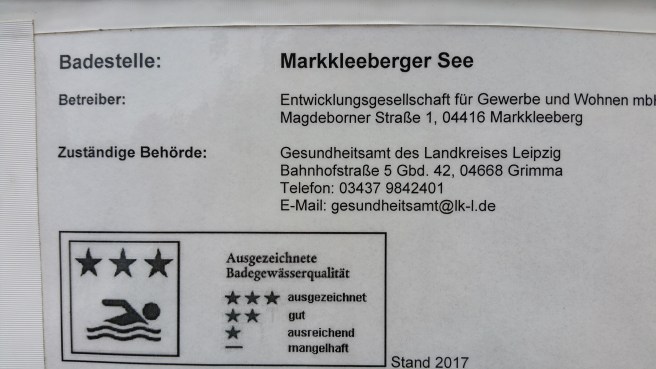 Badestelle: Markkleeberger See
Betreiber: Entwicklungsgesellschaft für Gewerbe und Wohnen mb
Magdeborner Straße 1, 04416 Markkleeberg
Zuständige Behörde: Gesundheitsamt des Landkreises Leipzig
Bahnhofstraße 5 Gbd. 42, 04668 Grimma
Telefon: 03437 9842401
E-Mail: gesundheitsamt@lk-l.de
Ausgezeichnete
Badegewässerqualität
★★★ ausgezeichnet
★★ gut
★ ausreichend
— mangelhaft
Stand 2017